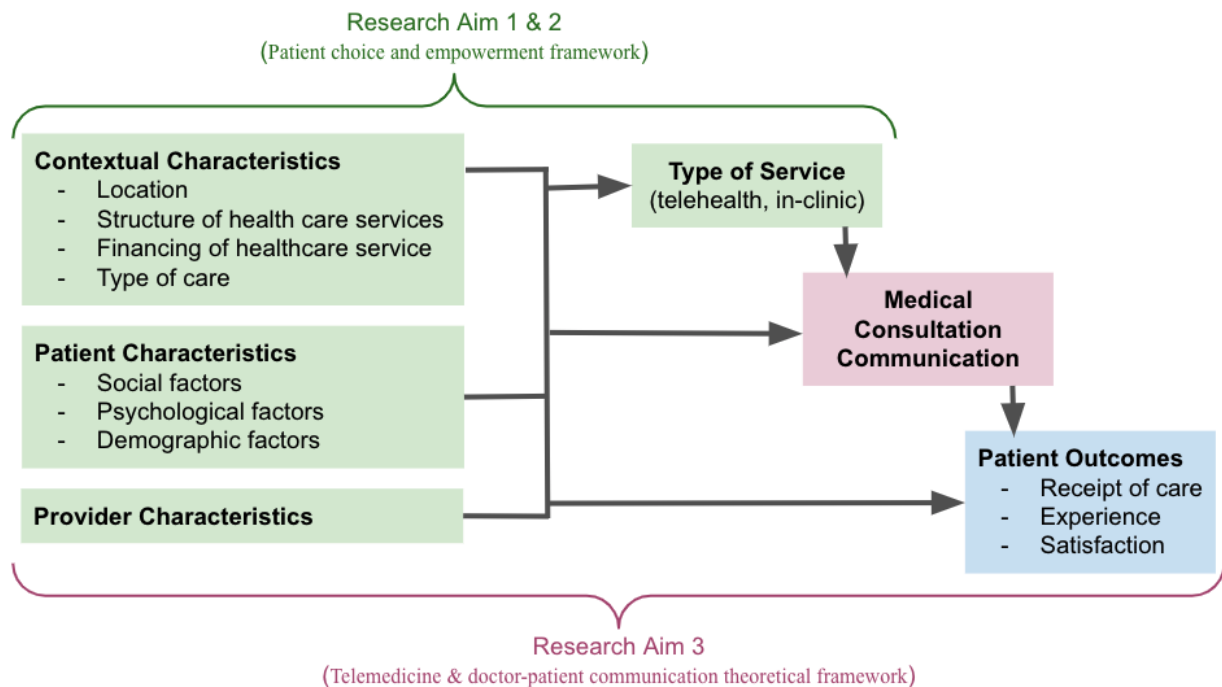 Research Aim 1 & 2
(Patient choice and empowerment framework)
Contextual Characteristics
- Location
- Structure of health care services
- Financing of healthcare service
- Type of care
Type of Service
(telehealth, in-clinic)
Medical
Consultation
Communication
Patient Characteristics
- Social factors
- Psychological factors
- Demographic factors
Patient Outcomes
- Receipt of care
- Experience
- Satisfaction
Provider Characteristics
Research Aim 3
(Telemedicine & doctor-patient communication theoretical framework)